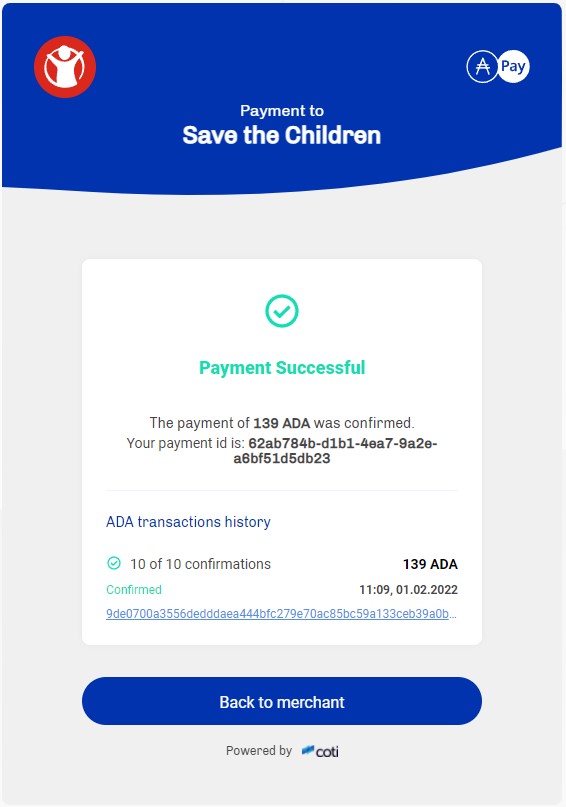 Pay
Payment to
Save the Children
Payment Successful
The payment of 139 ADA was confirmed.
Your payment id is: 62ab784b-d1b1-4ea7-9a2e-
a6bf51d5db23
ADA transactions history
10 of 10 confirmations 139 ADA
Confirmed 11:09, 01.02.2022
9de0700a3556dedddaea444bfc279e70ac85bc59a133ceb39a0b...
Back to merchant
Powered by coti